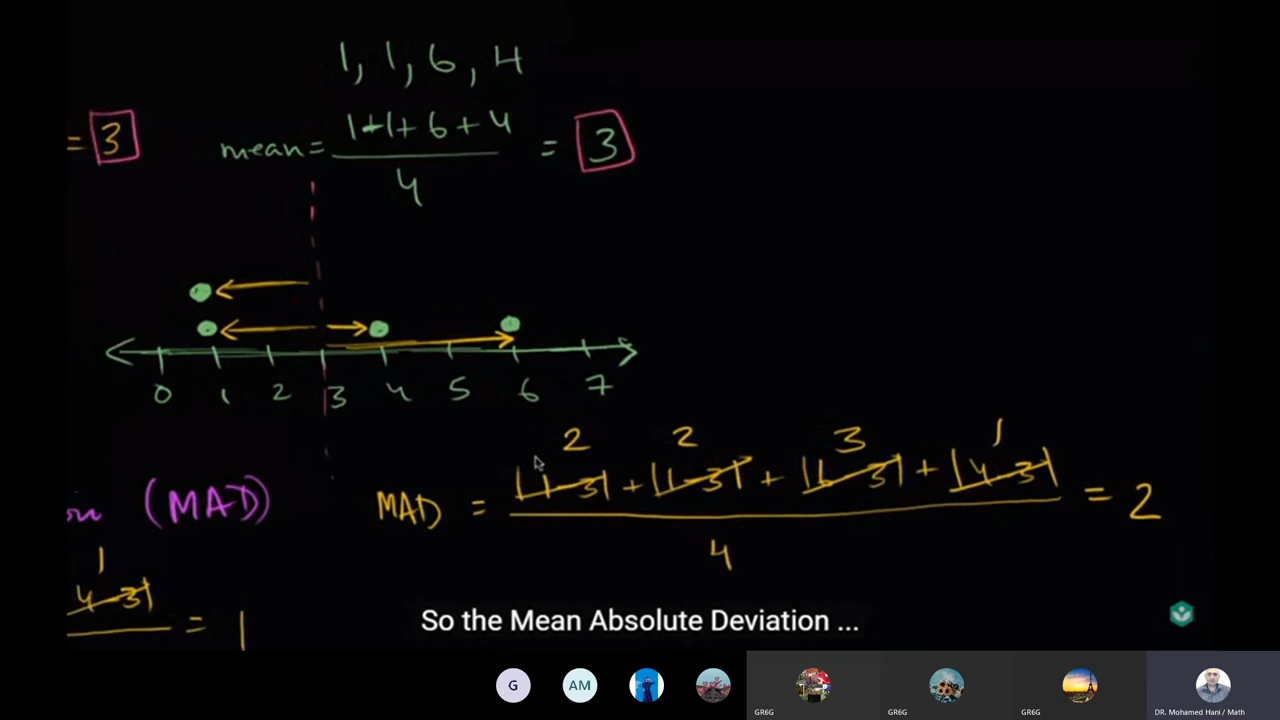 1, 1, 6, 4
= 3
mean = 1+1+6+4 = 3
4
0 1 2 3 4 5 6 7
2 2 3 1
(MAD) MAD = |1-3| + |1-3| + |6-3| + |4-3| = 2
4
1
4-3| = 1
So the Mean Absolute Deviation ...
G AM
GR6G GR6G GR6G DR. Mohamed Hani / Math